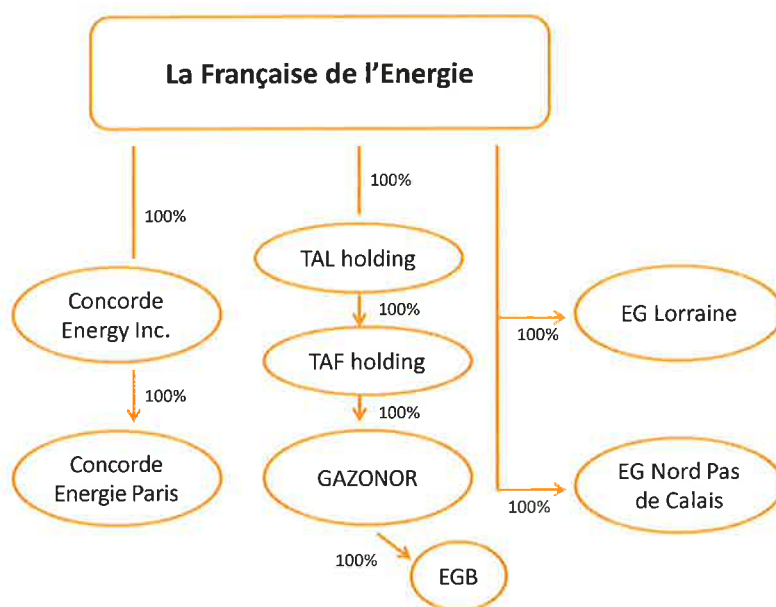 La Française de l'Energie
100%
100%
100%
TAL holding
Concorde
Energy Inc.
100%
EG Lorraine
100%
TAF holding
100%
100%
Concorde
Energie Paris
GAZONOR
EG Nord Pas
de Calais
100%
100%
EGB